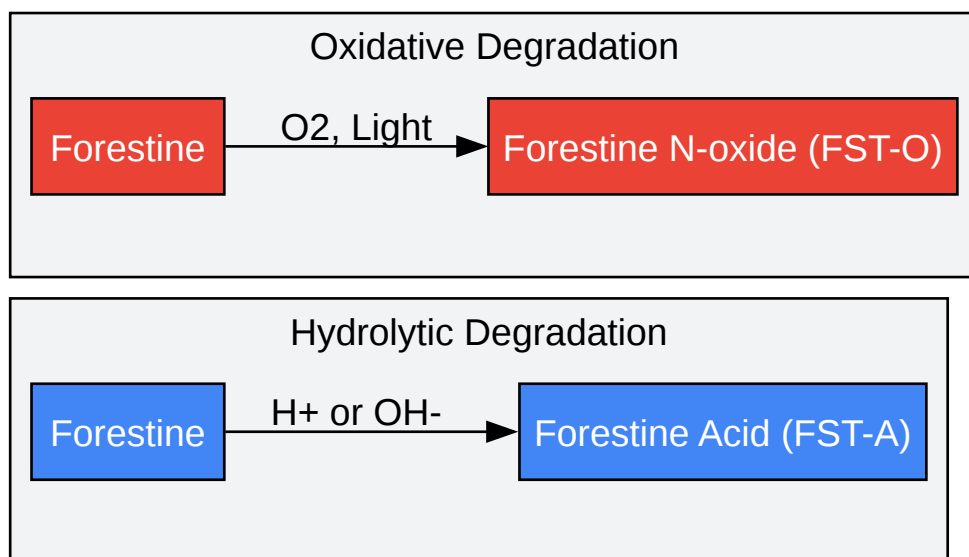 Oxidative Degradation
Forestine
O2, Light
Forestine N-oxide (FST-O)
Hydrolytic Degradation
Forestine
H+ or OH-
Forestine Acid (FST-A)